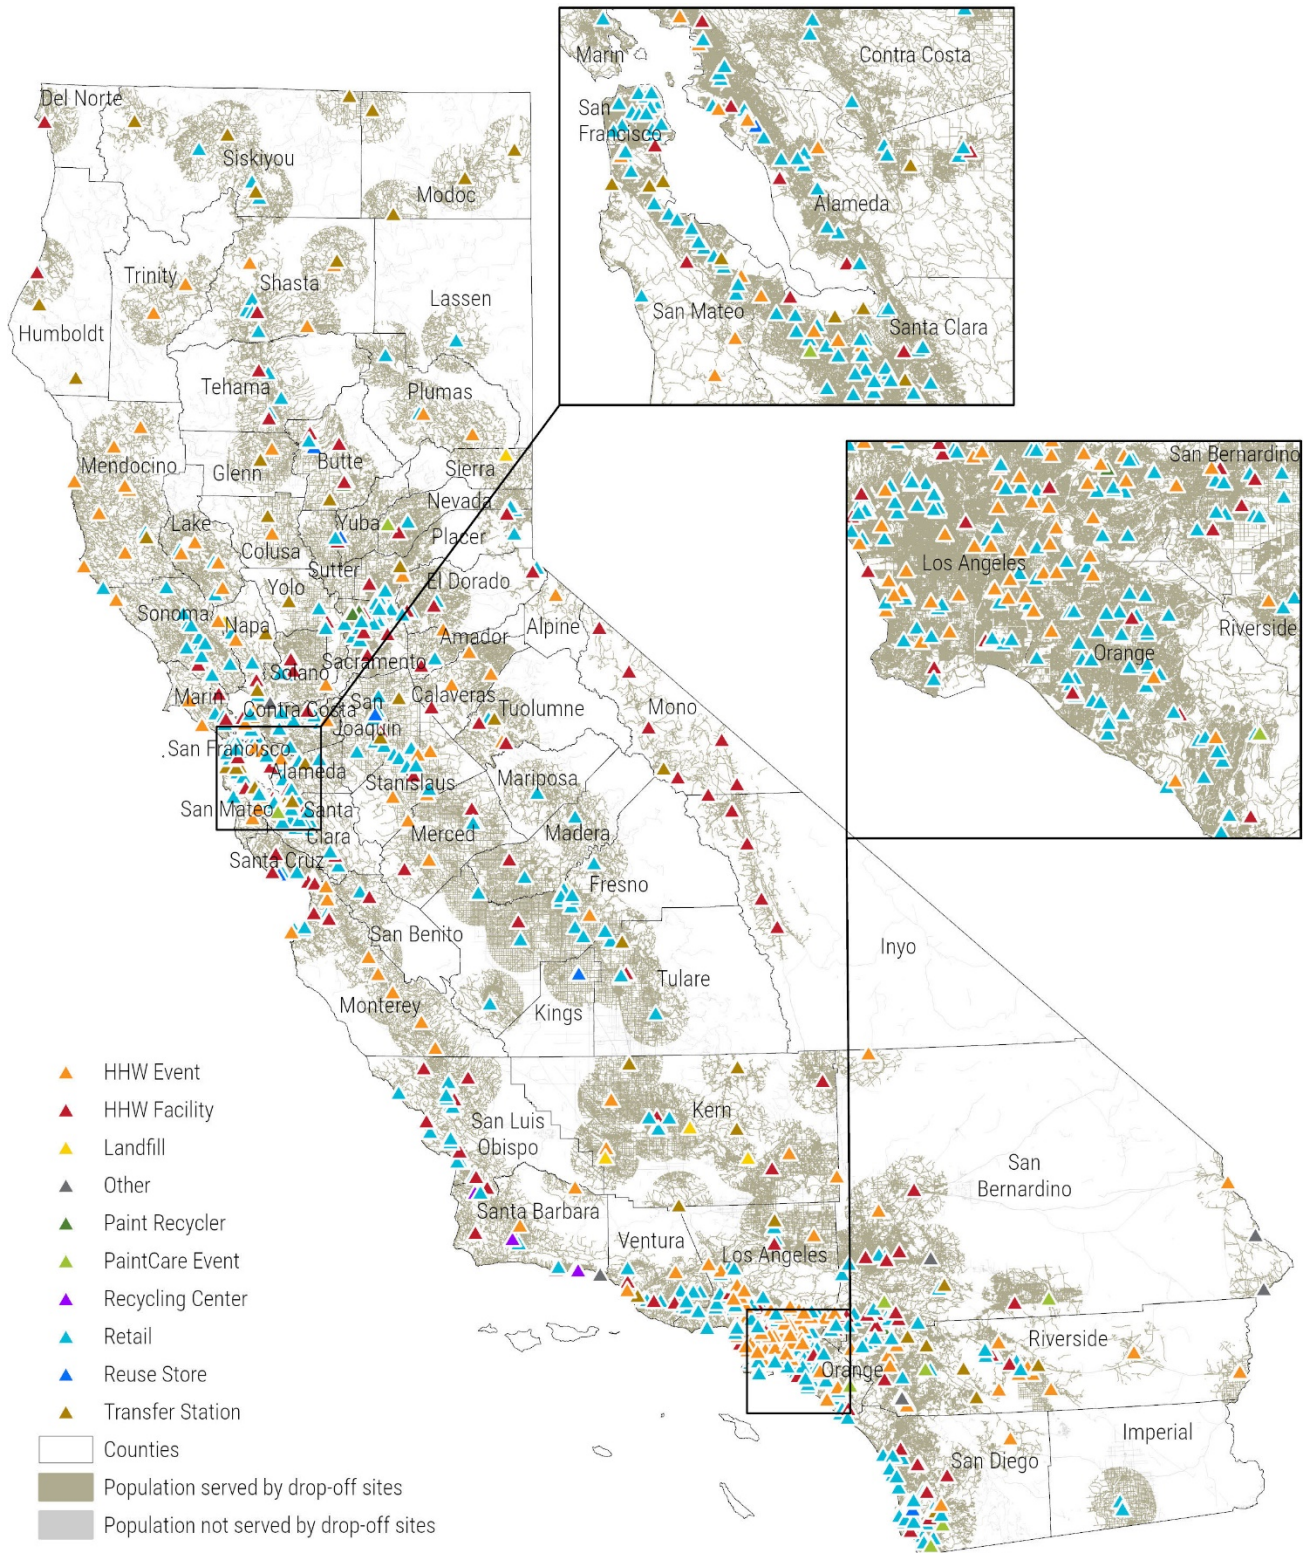 Marin
Contra Costa
San
Francisco
Alameda
San Mateo
Santa Clara
Del Norte
Siskiyou
Modoc
Trinity
Shasta
Lassen
Humboldt
Tehama
Plumas
Mendocino
Glenn
Butte
Sierra
Nevada
Lake
Yuba
Placer
Colusa
Sutter
El Dorado
Yolo
Sonoma
Napa
Amador
Alpine
Sacramento
Solano
Marin
Contra Costa
San
Joaquin
Calaveras
Tuolumne
Mono
San Francisco
Alameda
Stanislaus
Mariposa
San Mateo
Santa
Clara
Merced
Madera
Santa Cruz
Fresno
San Benito
Inyo
Tulare
Monterey
Kings
San Bernardino
Los Angeles
Riverside
Orange
San Luis
Obispo
Kern
San
Bernardino
Santa Barbara
Ventura
Los Angeles
Riverside
Orange
Imperial
San Diego
HHW Event
HHW Facility
Landfill
Other
Paint Recycler
PaintCare Event
Recycling Center
Retail
Reuse Store
Transfer Station
Counties
Population served by drop-off sites
Population not served by drop-off sites